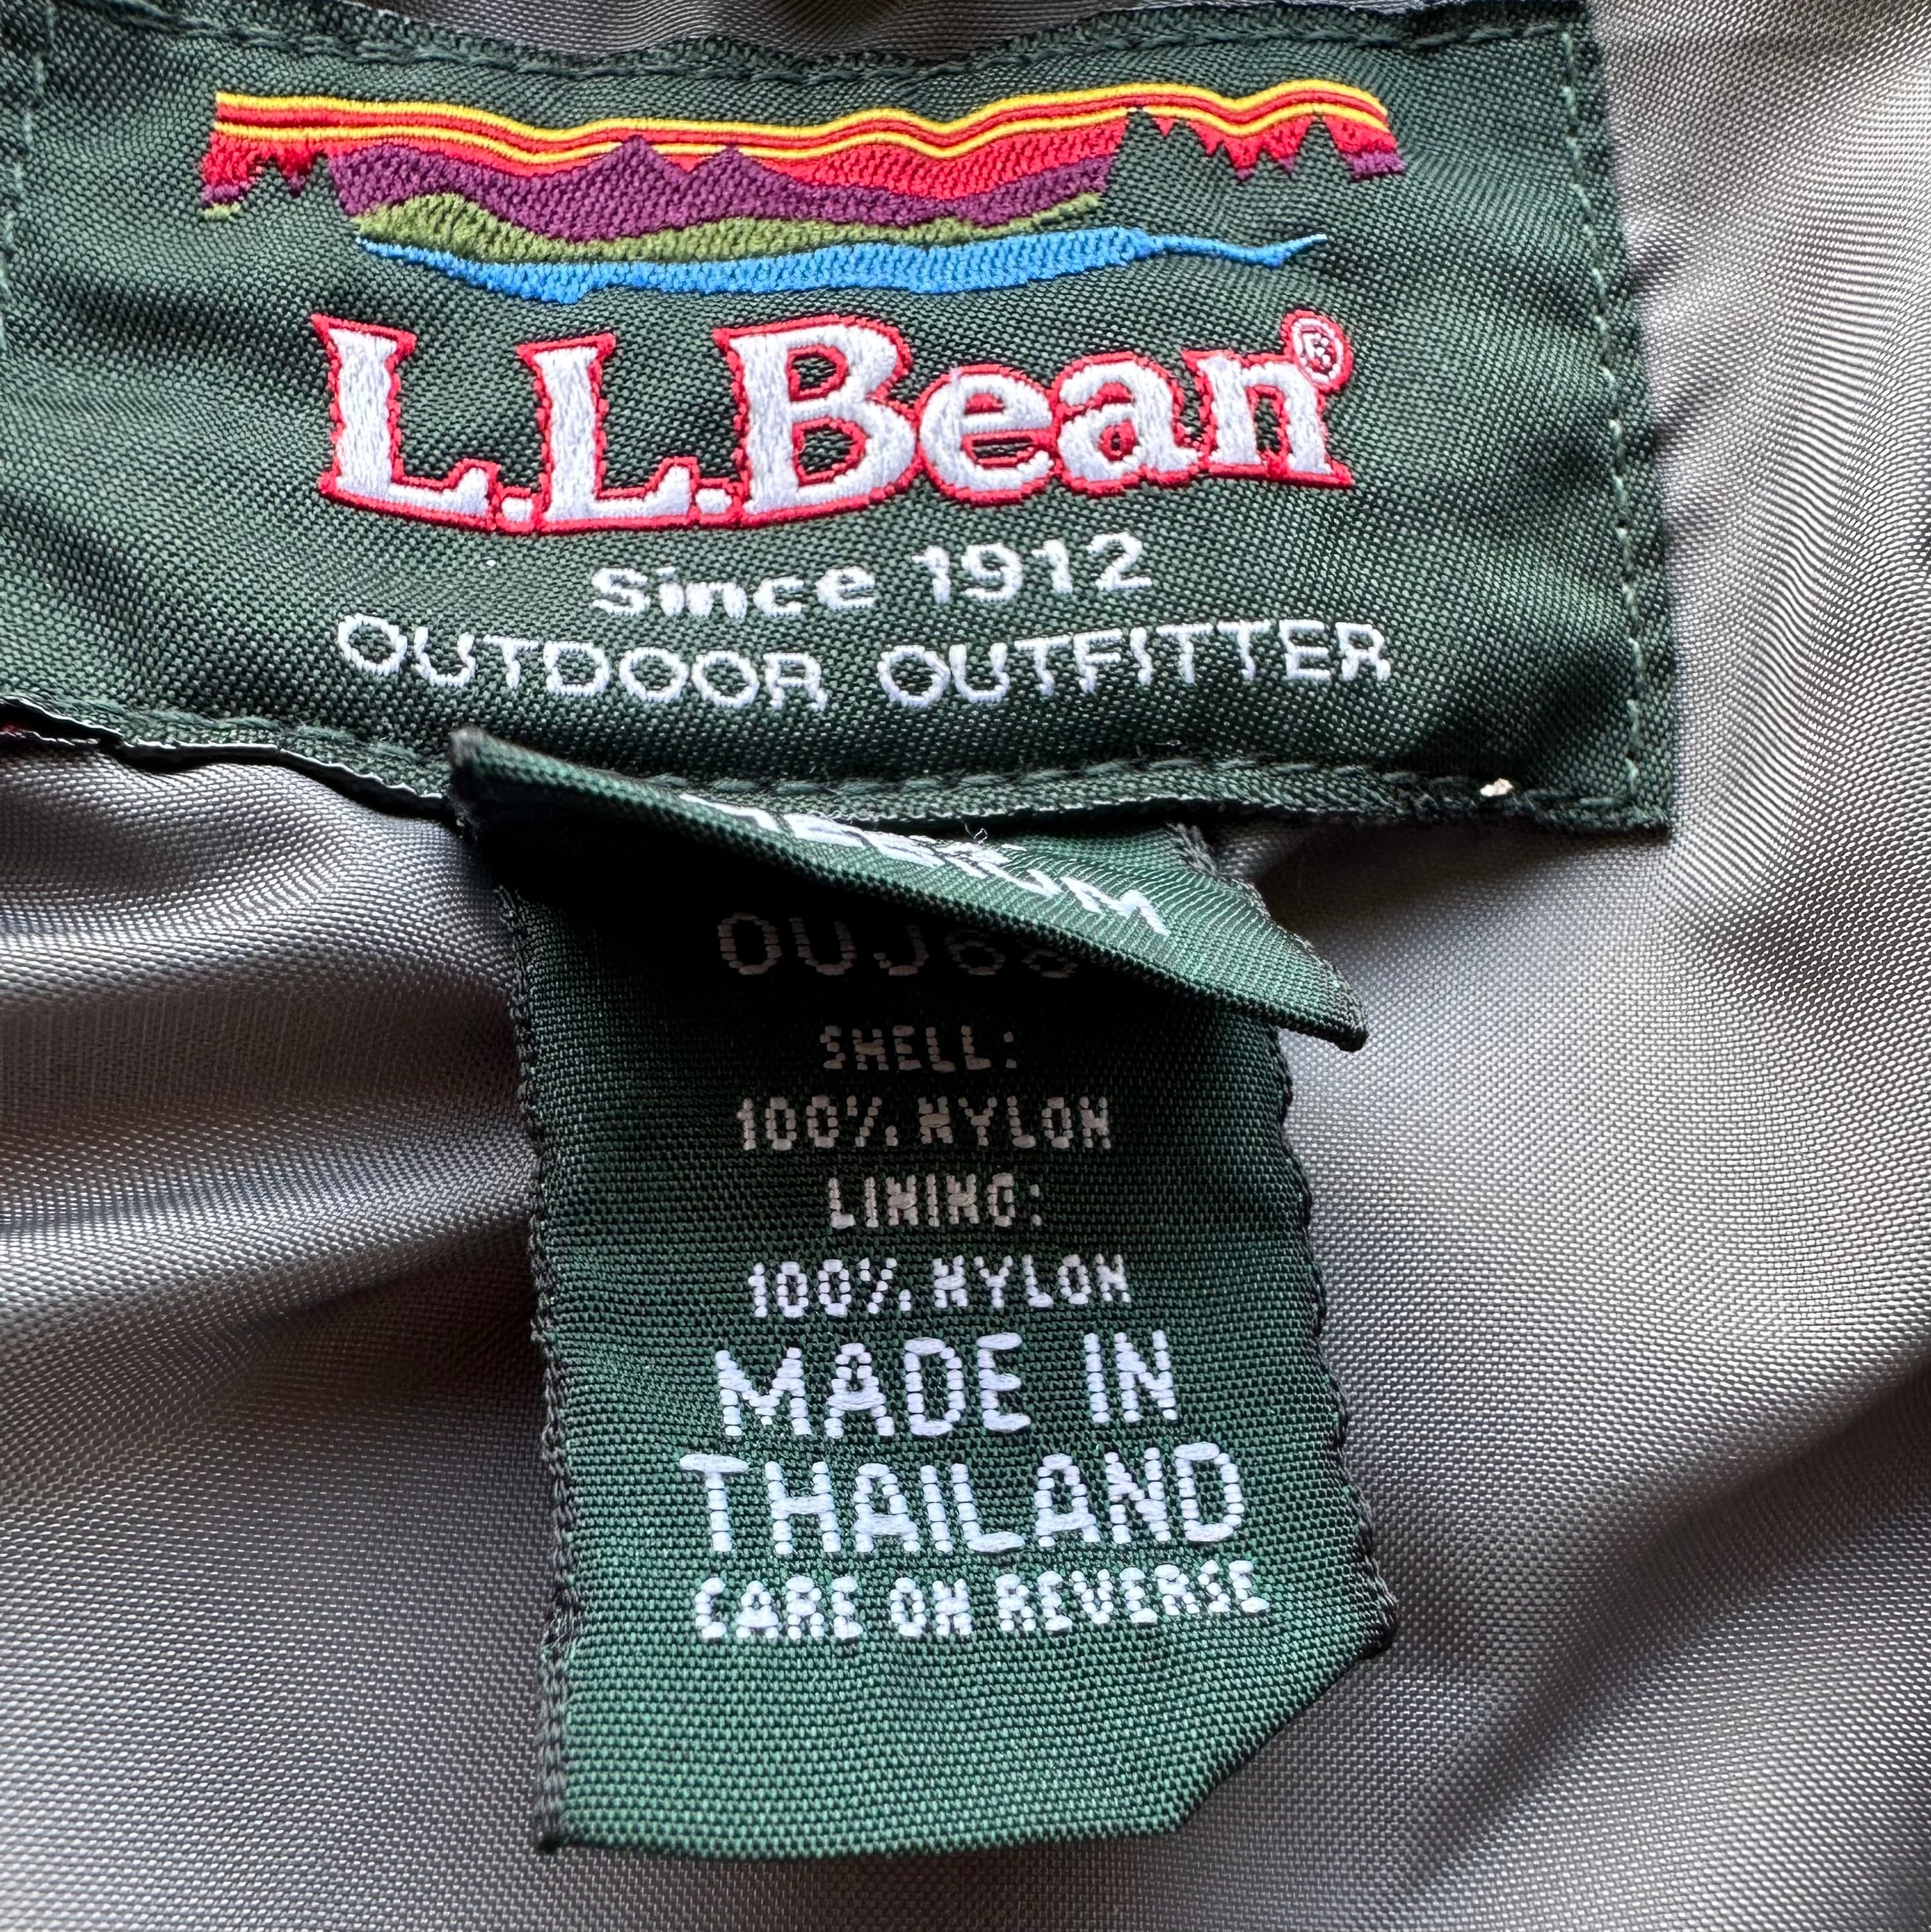 L.L.Bean®
Since 1912
OUTDOOR OUTFITTER
SHELL:
100% NYLON
LINING:
100% NYLON
MADE IN
THAILAND
CARE ON REVERSE